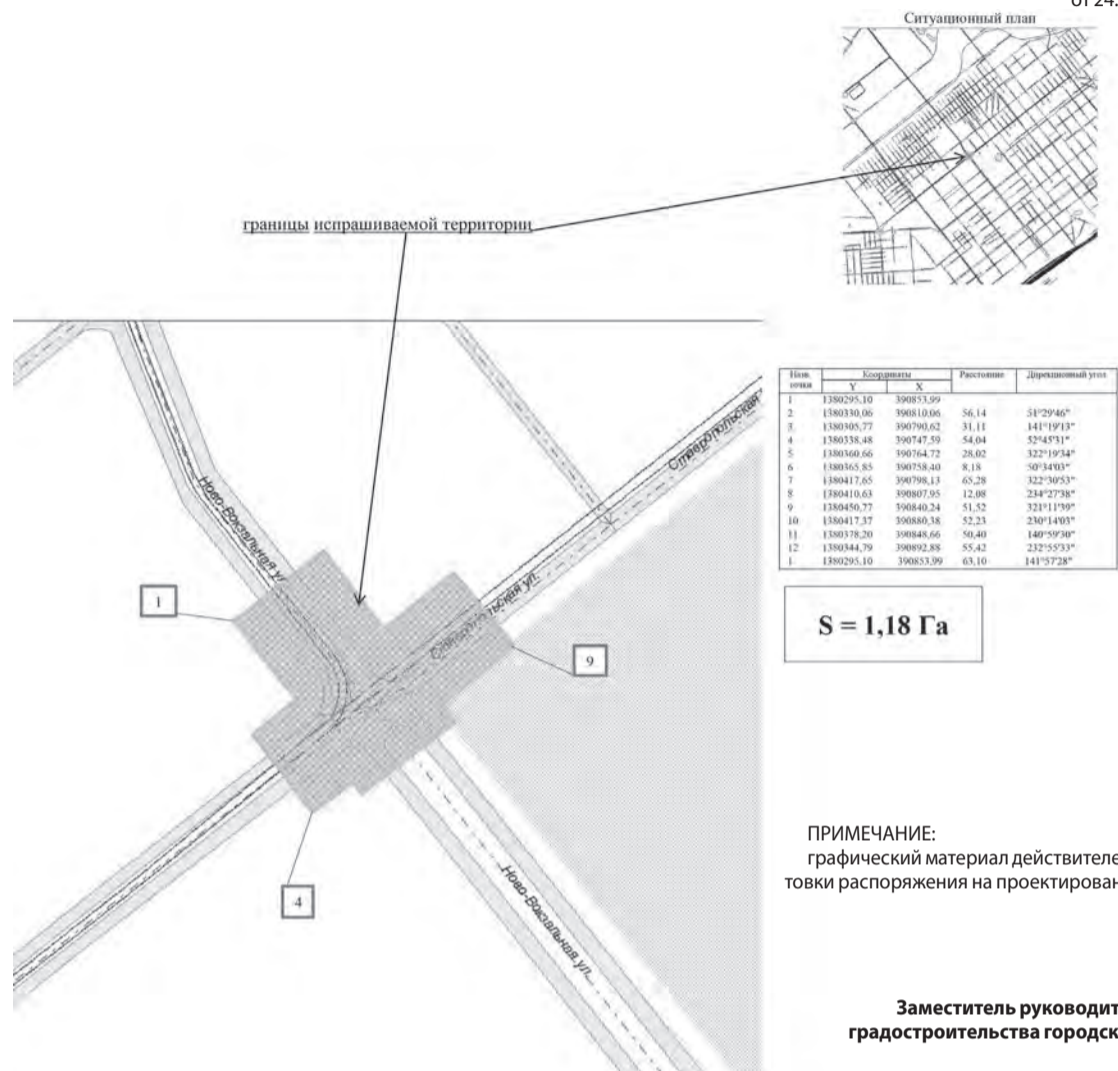 от 24.
Ситуационный план
границы испрашиваемой территории
Назв. точки Координаты Расстояние Дирекционный угол
Y X
1 1380295,10 390853,99
2 1380330,06 390810,06 56,14 51°29'46"
3 1380305,77 390790,62 31,11 141°19'13"
4 1380338,48 390747,59 54,04 52°45'31"
5 1380360,66 390764,72 28,02 322°19'34"
6 1380365,85 390758,40 8,18 50°34'03"
7 1380417,65 390798,13 65,28 322°30'53"
8 1380410,63 390807,95 12,08 234°27'38"
9 1380450,77 390840,24 51,52 321°11'39"
10 1380417,37 390880,38 52,23 230°14'03"
11 1380378,20 390848,66 50,40 140°59'30"
12 1380344,79 390892,88 55,42 232°55'33"
1 1380295,10 390853,99 63,10 141°57'28"
S = 1,18 Га
Ставропольская
Ново-Вокзальная ул
Ставропольская ул.
1
9
4
Ново-Вокзальная ул.
ПРИМЕЧАНИЕ:
графический материал действителе
товки распоряжения на проектирован
Заместитель руководит
градостроительства городск